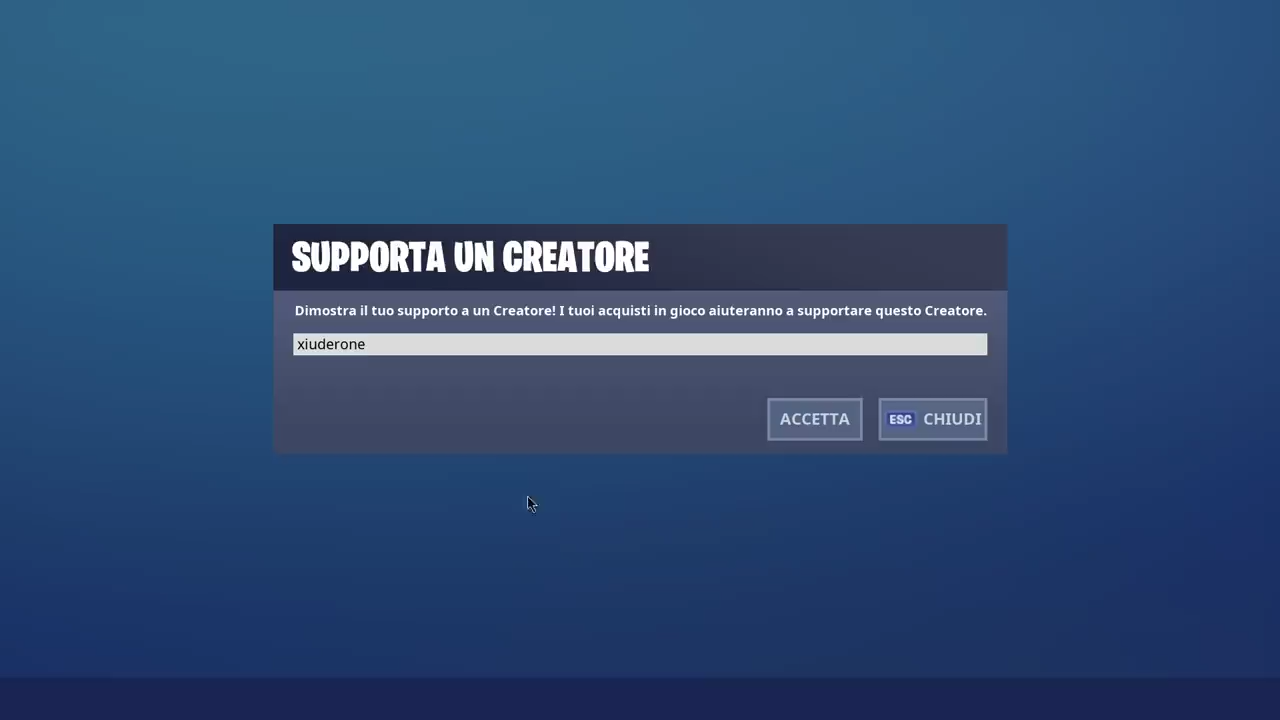 SUPPORTA UN CREATORE
Dimostra il tuo supporto a un Creatore! I tuoi acquisti in gioco aiuteranno a supportare questo Creatore.
xiuderone
ACCETTA
ESC CHIUDI